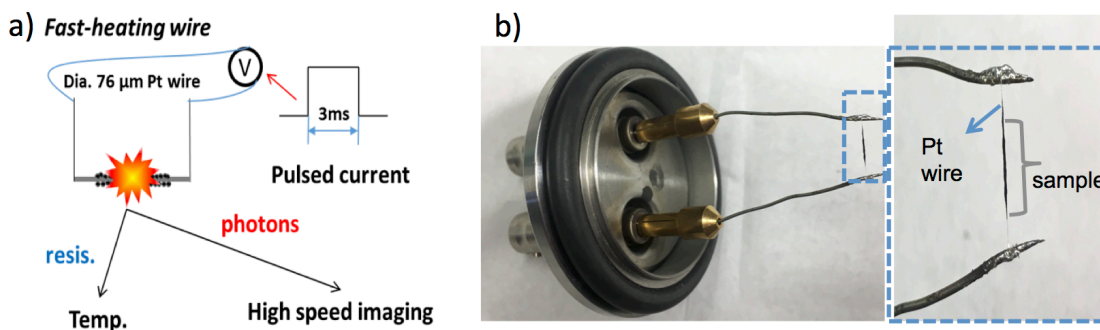 a) Fast-heating wire
Dia. 76 μm Pt wire
V
3ms
Pulsed current
photons
resis.
Temp.
High speed imaging
b)
Pt
wire
sample